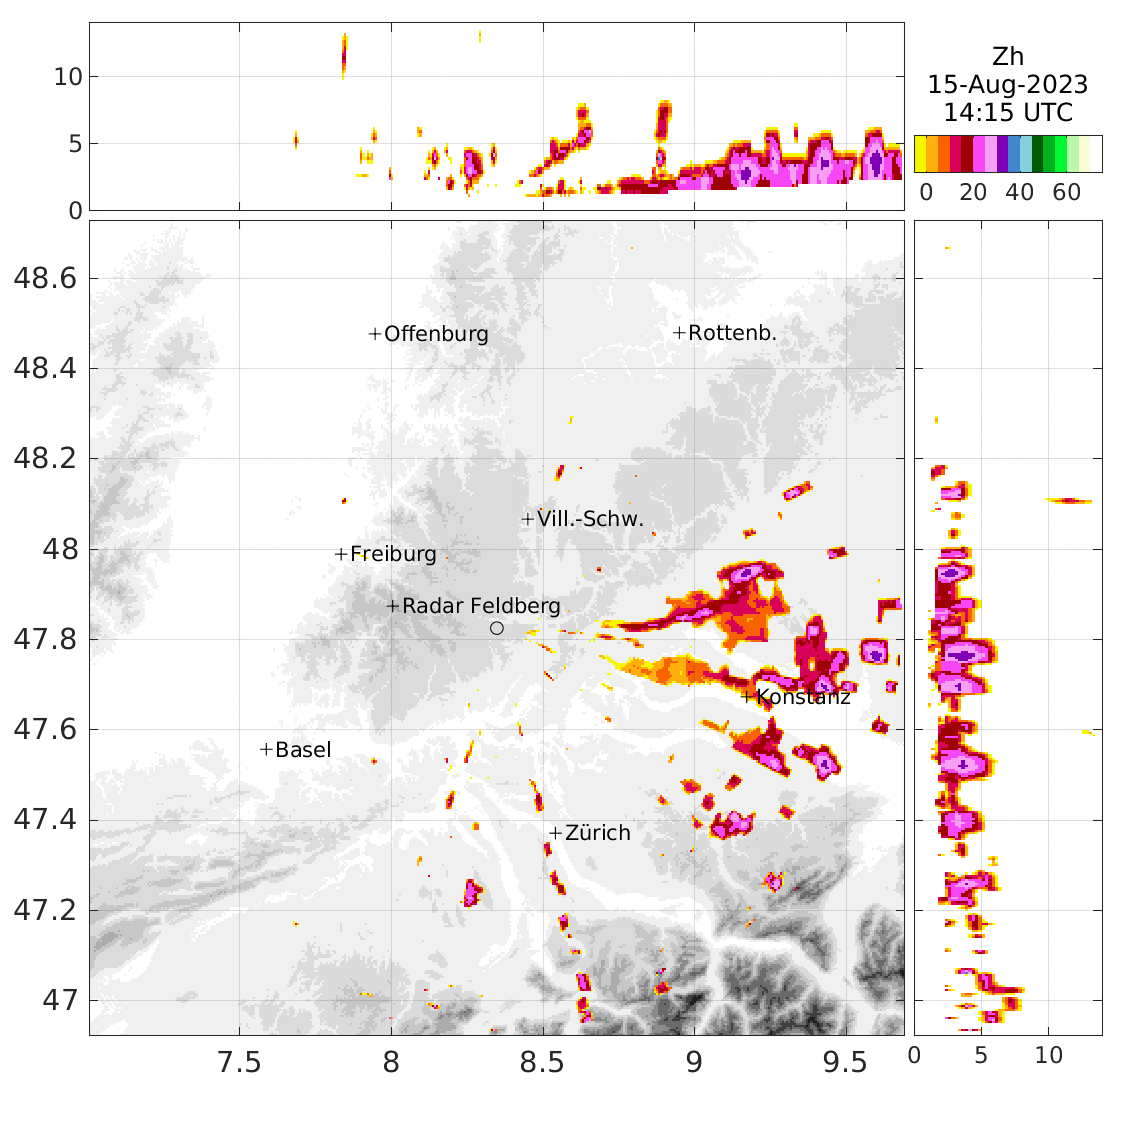 10
5
0
Zh
15-Aug-2023
14:15 UTC
0 20 40 60
48.6
48.4
48.2
48
47.8
47.6
47.4
47.2
47
Offenburg
Rottenb.
Vill.-Schw.
Freiburg
Radar Feldberg
Konstanz
Basel
Zürich
7.5 8 8.5 9 9.5
0 5 10